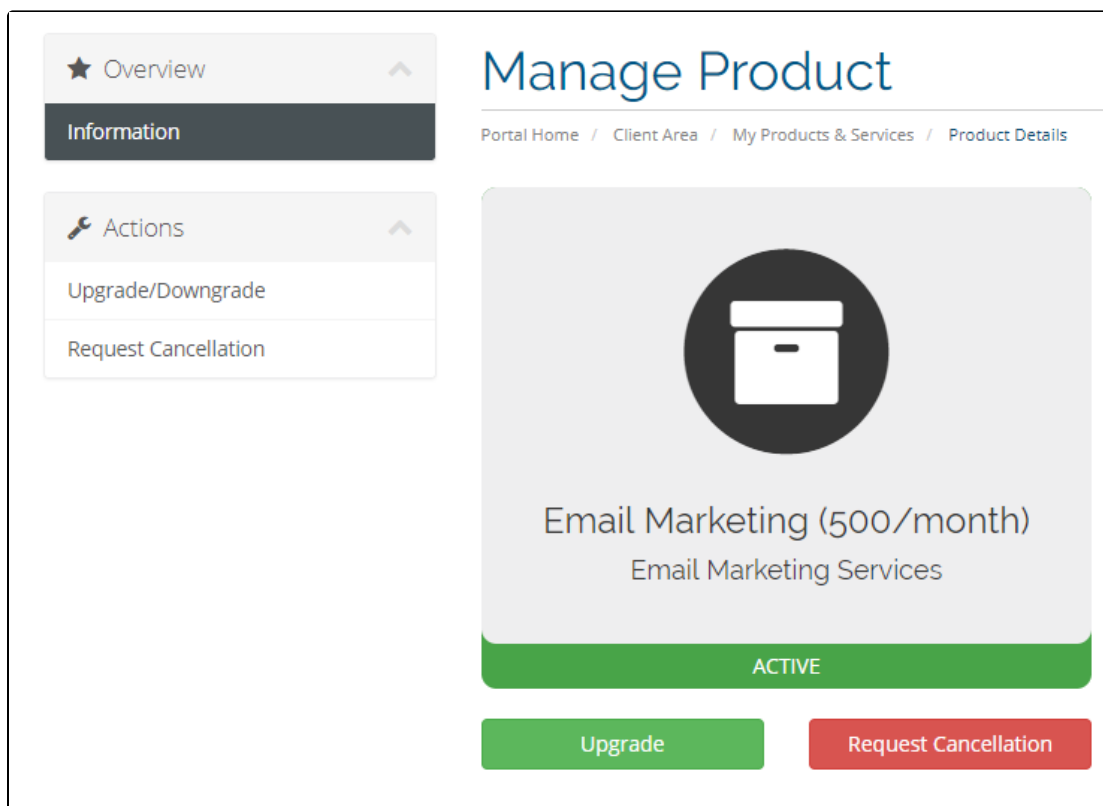 Overview
Information
Actions
Upgrade/Downgrade
Request Cancellation
Manage Product
Portal Home / Client Area / My Products & Services / Product Details
Email Marketing (500/month)
Email Marketing Services
ACTIVE
Upgrade
Request Cancellation